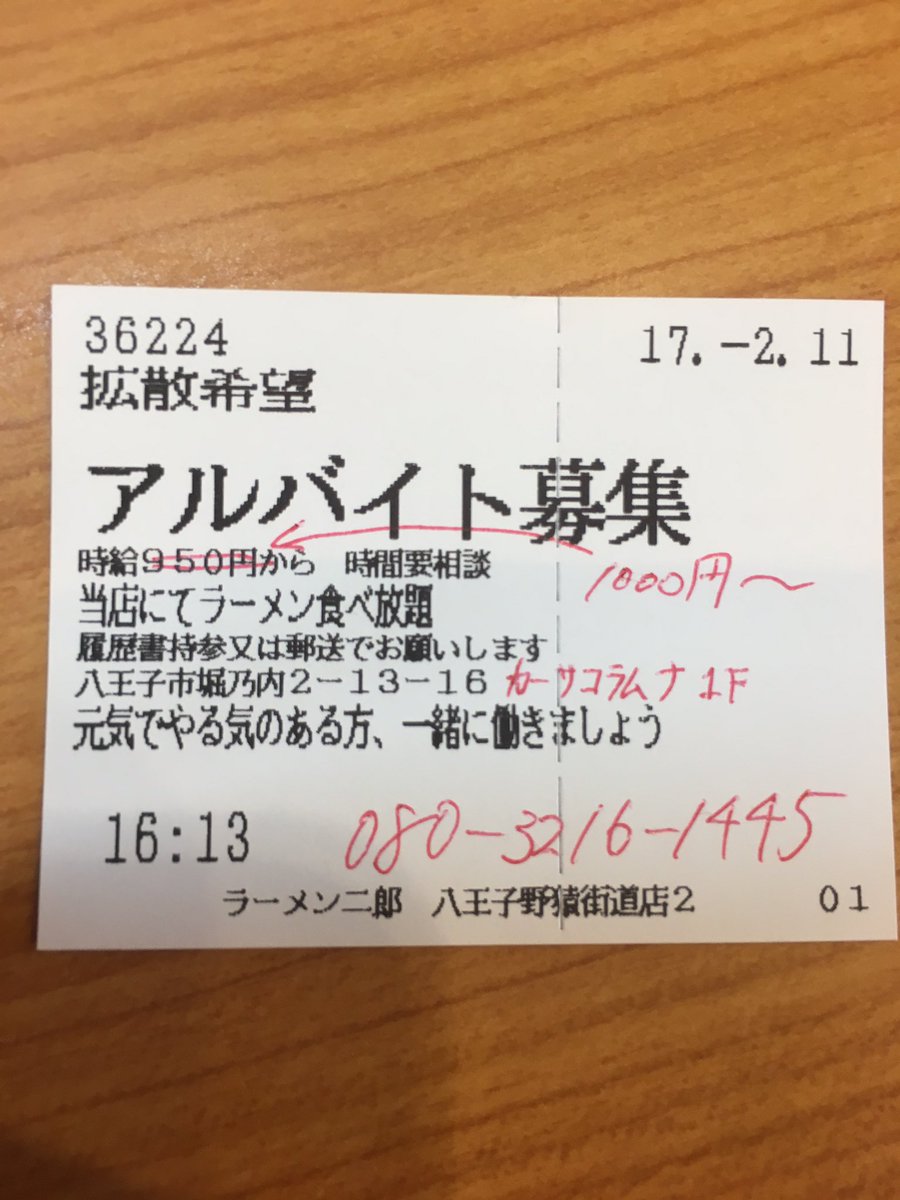 36224 17.-2.11
拡散希望
アルバイト募集
時給950円から 時間要相談 1000円〜
当店にてラーメン食べ放題
履歴書持参又は郵送でお願いします
八王子市堀乃内2-13-16 カーサコラムナ1F
元気でやる気のある方、一緒に働きましょう
16:13 080-3216-1445
ラーメン二郎 八王子野猿街道店2 01